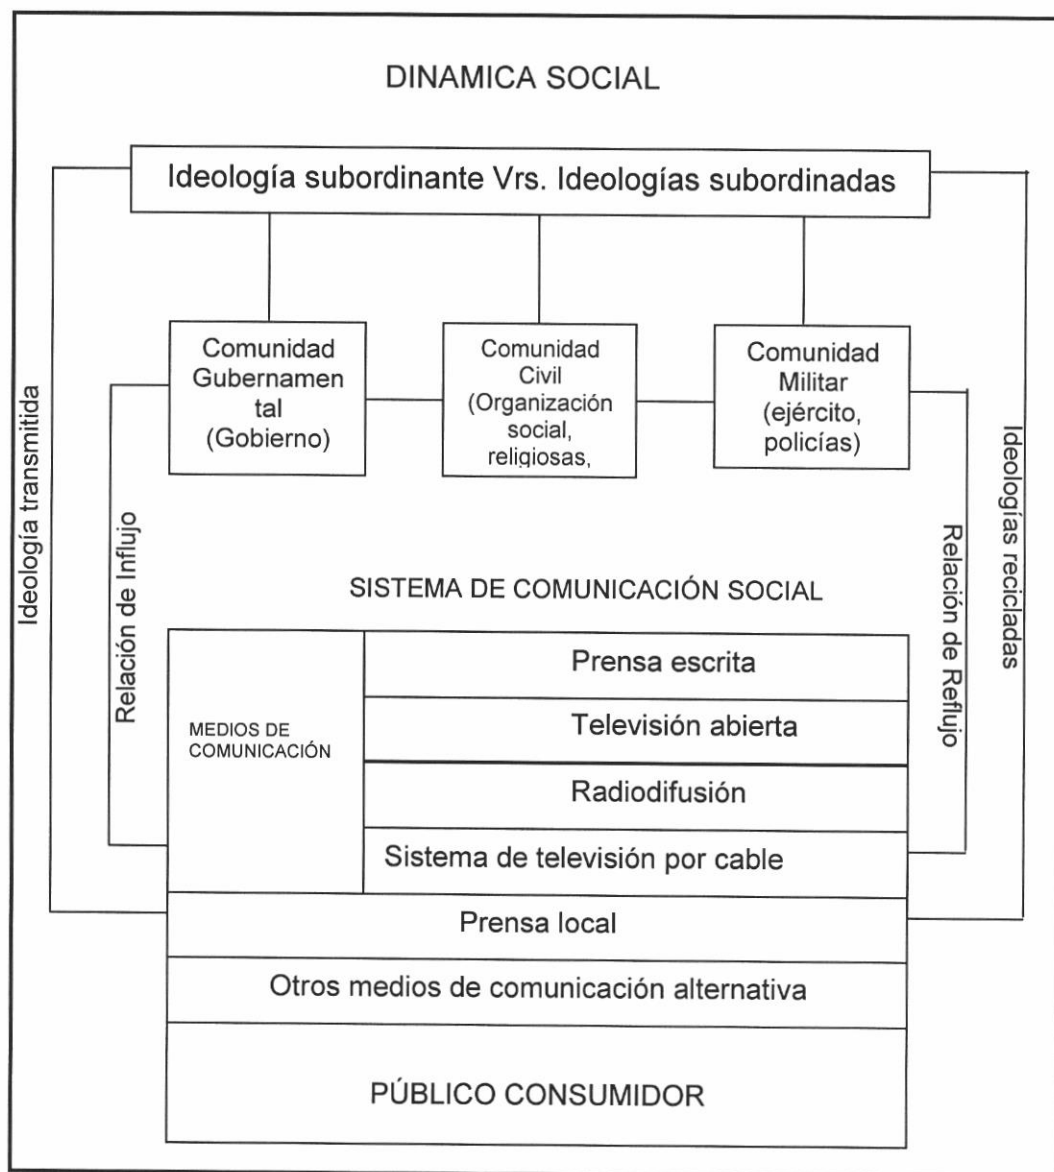 DINAMICA SOCIAL
Ideología subordinante Vrs. Ideologías subordinadas
Comunidad
Gubernamen
tal
(Gobierno)
Comunidad
Civil
(Organización
social,
religiosas,
Comunidad
Militar
(ejército,
policías)
Ideología transmitida
Relación de Influjo
Relación de Reflujo
Ideologías recicladas
SISTEMA DE COMUNICACIÓN SOCIAL
MEDIOS DE
COMUNICACIÓN
Prensa escrita
Televisión abierta
Radiodifusión
Sistema de televisión por cable
Prensa local
Otros medios de comunicación alternativa
PÚBLICO CONSUMIDOR